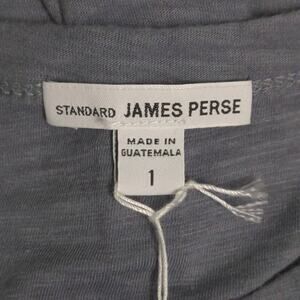 STANDARD JAMES PERSE
MADE IN
GUATEMALA
1